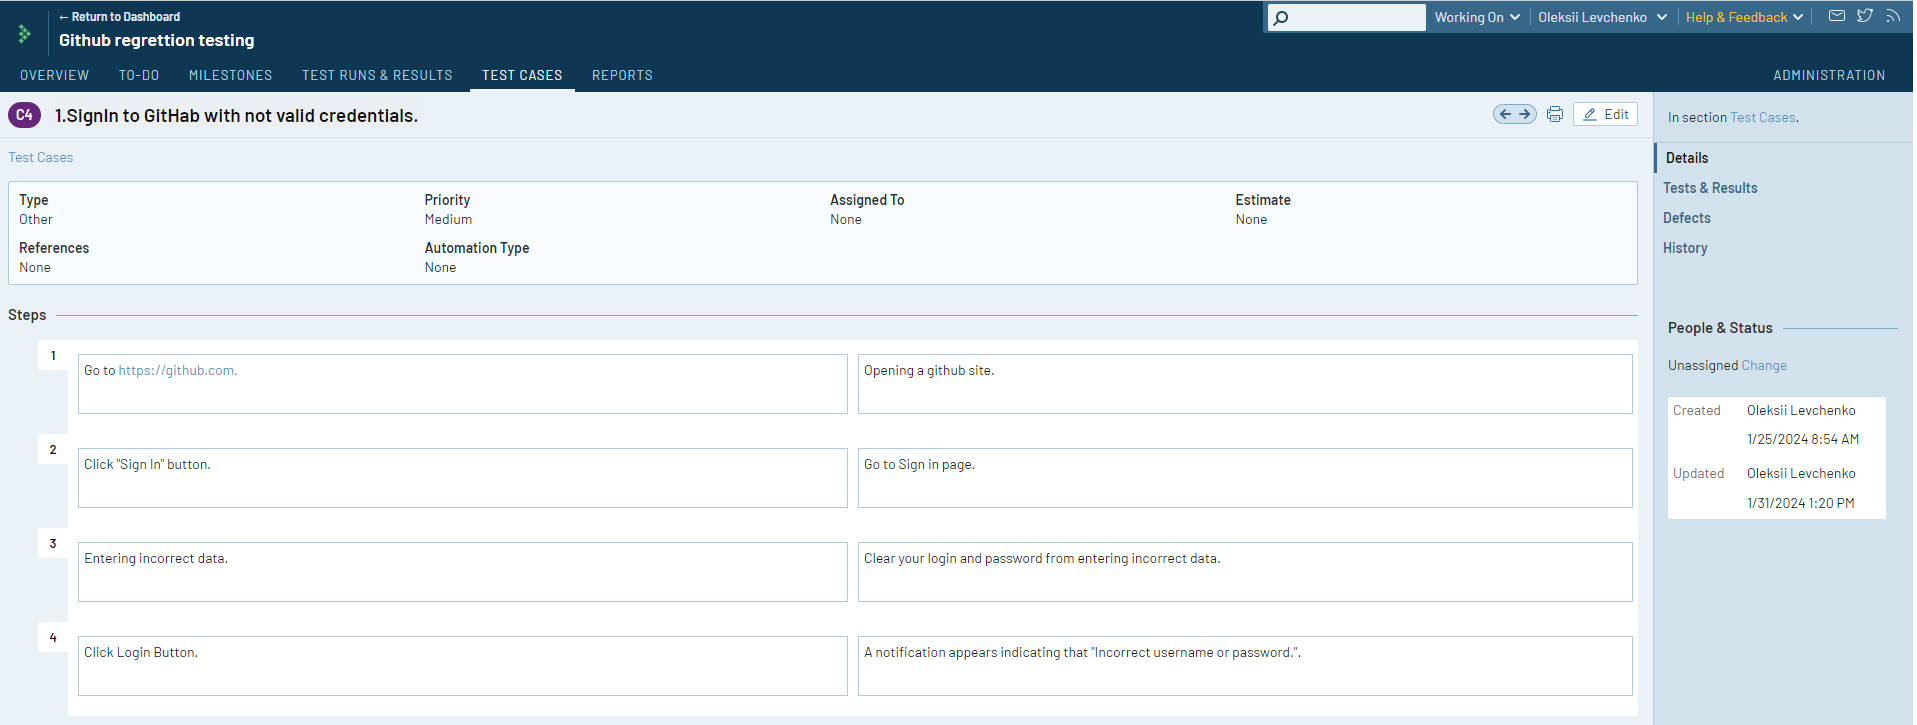 ← Return to Dashboard
Github regrettion testing
Working On
Oleksii Levchenko
Help & Feedback
OVERVIEW
TO-DO
MILESTONES
TEST RUNS & RESULTS
TEST CASES
REPORTS
ADMINISTRATION
C4
1.SignIn to GitHab with not valid credentials.
Edit
Test Cases
Type
Other
Priority
Medium
Assigned To
None
Estimate
None
References
None
Automation Type
None
Steps
1
Go to https://github.com.
Opening a github site.
2
Click "Sign In" button.
Go to Sign in page.
3
Entering incorrect data.
Clear your login and password from entering incorrect data.
4
Click Login Button.
A notification appears indicating that "Incorrect username or password.".
In section Test Cases.
Details
Tests & Results
Defects
History
People & Status
Unassigned Change
Created Oleksii Levchenko
1/25/2024 8:54 AM
Updated Oleksii Levchenko
1/31/2024 1:20 PM